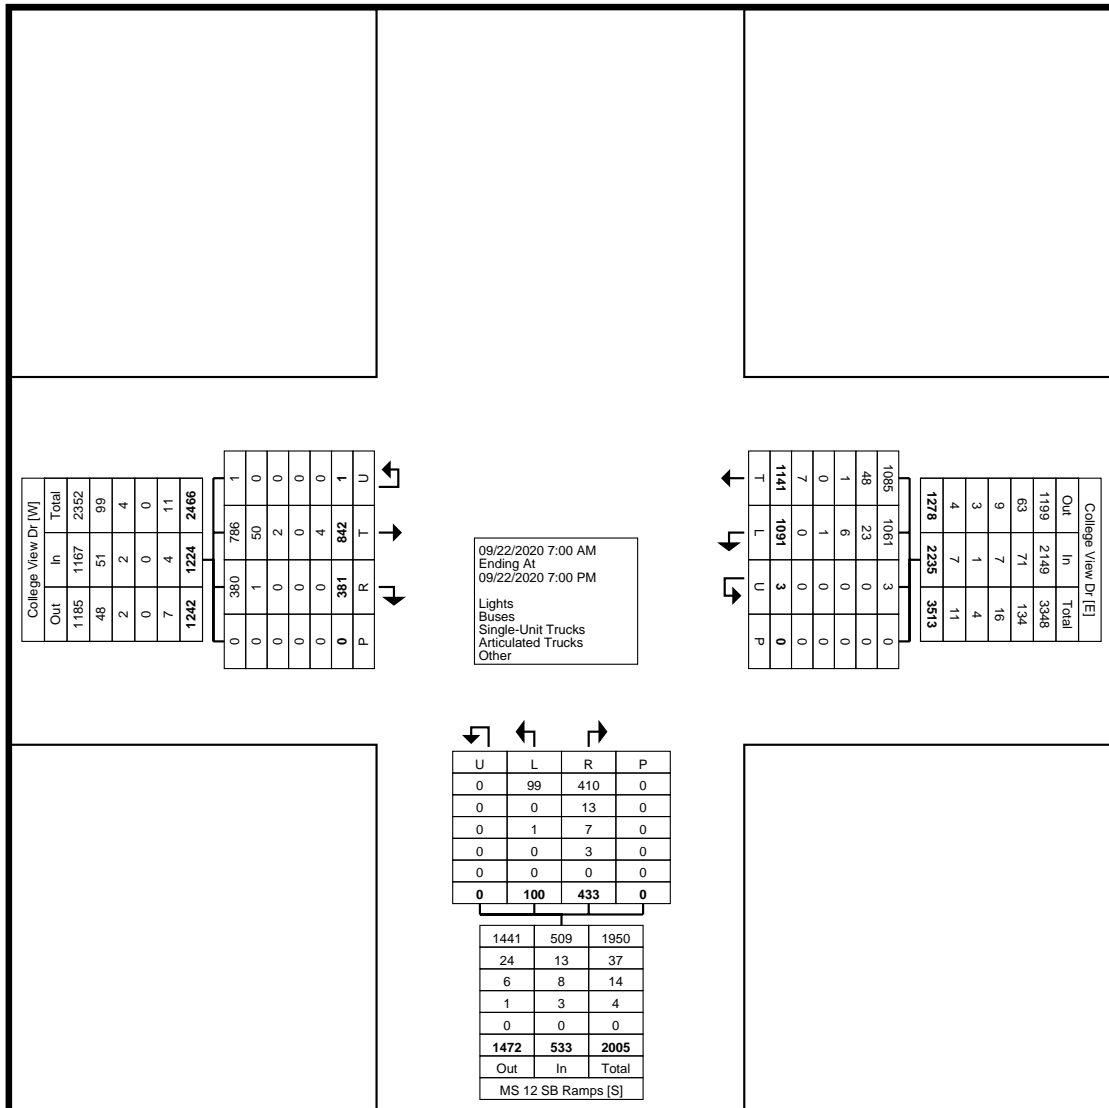 College View Dr [W]
Total 2352 99 4 0 11 2466
In 1167 51 2 0 4 1224
Out 1185 48 2 0 7 1242
1 0 0 0 0 1 U
786 50 2 0 4 842 T
380 1 0 0 0 381 R
0 0 0 0 0 0 P
09/22/2020 7:00 AM
Ending At
09/22/2020 7:00 PM
Lights
Buses
Single-Unit Trucks
Articulated Trucks
Other
T 1141 7 0 1 48 1085
L 1091 0 1 6 23 1061
U 3 0 0 0 0 3
P 0 0 0 0 0 0
College View Dr [E]
Out In Total
1199 2149 3348
63 71 134
9 7 16
3 1 4
4 7 11
1278 2235 3513
U L R P
0 99 410 0
0 0 13 0
0 1 7 0
0 0 3 0
0 0 0 0
0 100 433 0
1441 509 1950
24 13 37
6 8 14
1 3 4
0 0 0
1472 533 2005
Out In Total
MS 12 SB Ramps [S]